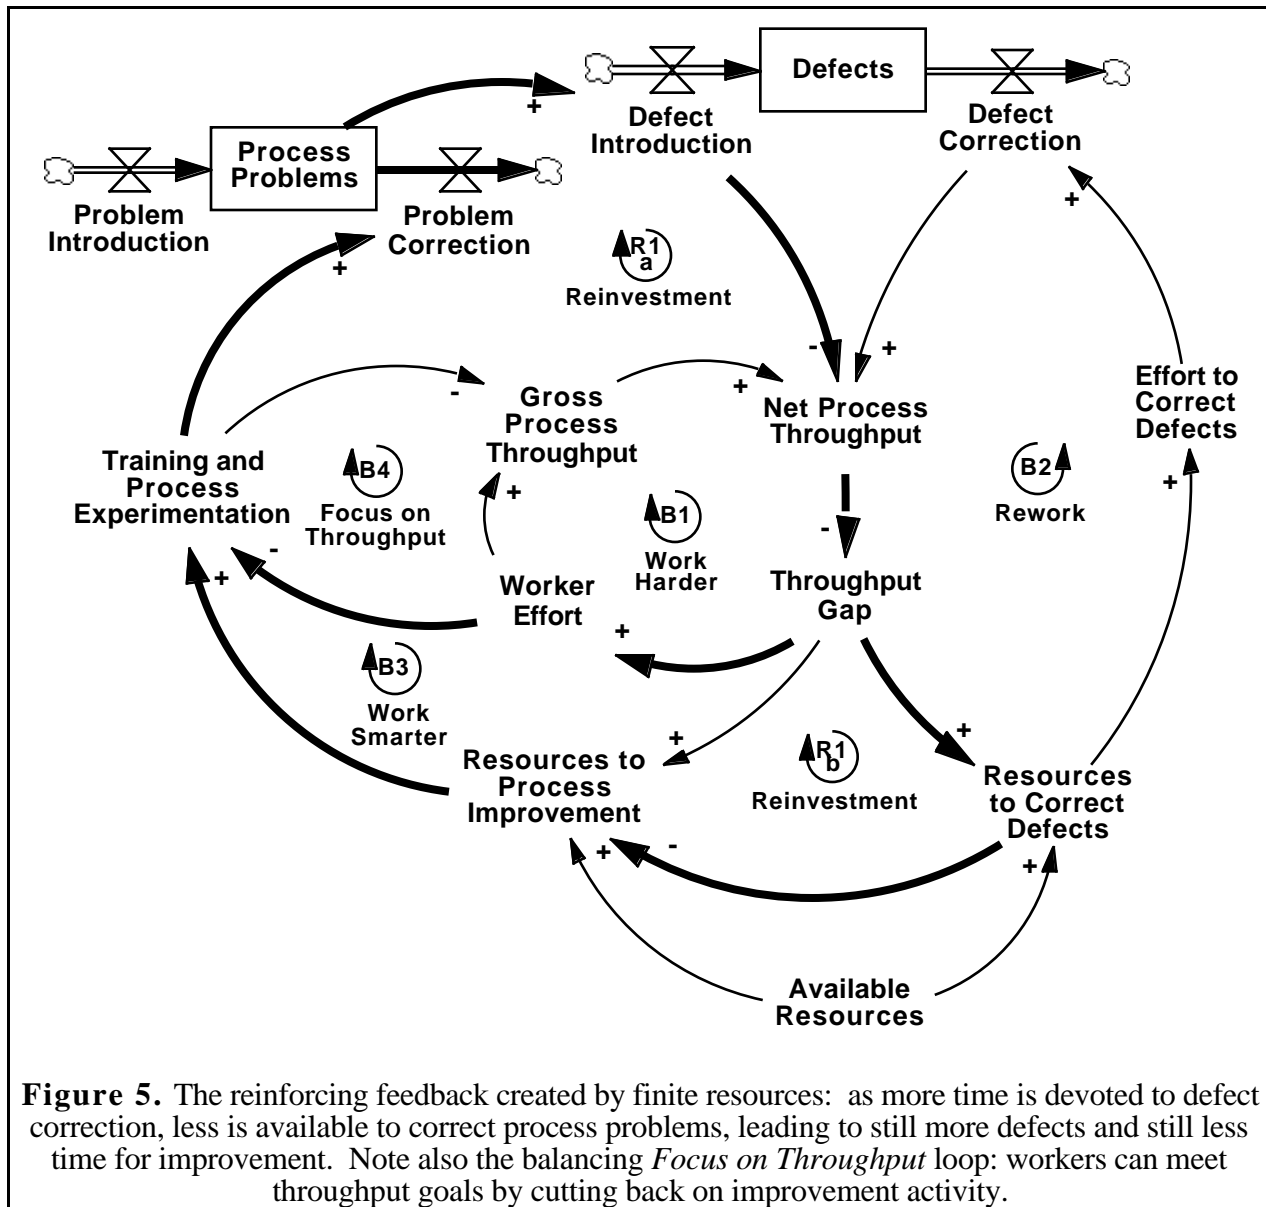 Defects
Defect
Introduction
Defect
Correction
+
Process
Problems
Problem
Introduction
Problem
Correction
+
+
R1
a
Reinvestment
-
+
+
-
Gross
Process
Throughput
Net Process
Throughput
Effort to
Correct
Defects
Training and
Process
Experimentation
B4
Focus on
Throughput
+
B1
Work
Harder
-
B2
Rework
+
-
+
Worker
Effort
Throughput
Gap
+
B3
Work
Smarter
+
+
Resources to
Process
Improvement
R1
b
Reinvestment
Resources
to Correct
Defects
+
-
+
Available
Resources
Figure 5. The reinforcing feedback created by finite resources: as more time is devoted to defect
correction, less is available to correct process problems, leading to still more defects and still less
time for improvement. Note also the balancing Focus on Throughput loop: workers can meet
throughput goals by cutting back on improvement activity.